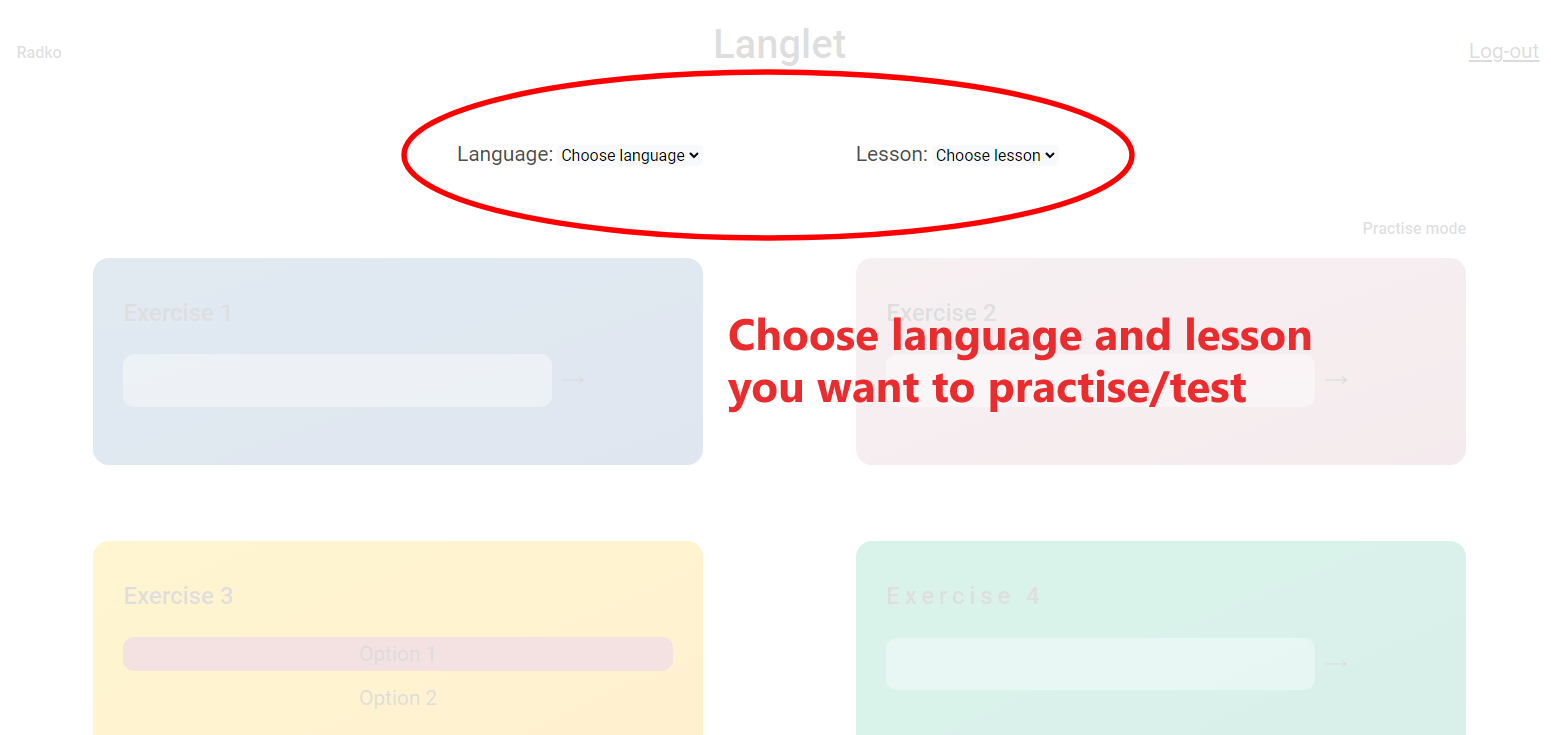 Langlet
Radko
Log-out
Language: Choose language
Lesson: Choose lesson
Practise mode
Exercise 1
→
Exercise 2
→
Choose language and lesson
you want to practise/test
Exercise 3
Option 1
Option 2
Exercise 4
→